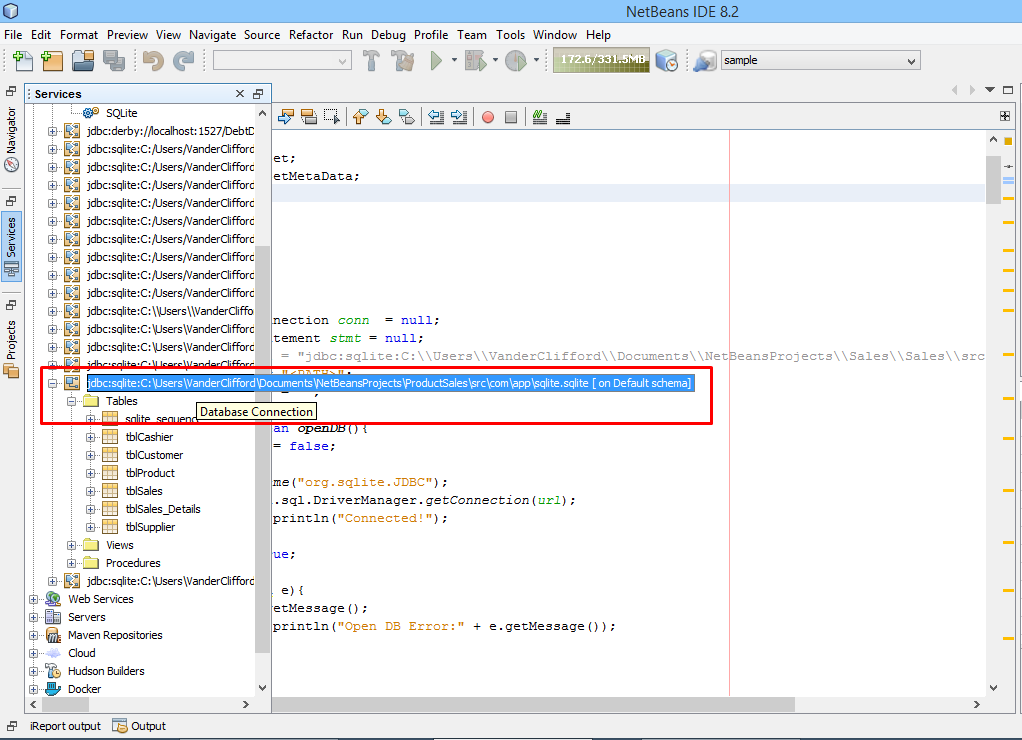 NetBeans IDE 8.2
File Edit Format Preview View Navigate Source Refactor Run Debug Profile Team Tools Window Help
172.6/331.5MB
sample
Navigator
Services
Projects
Services
SQLite
jdbc:derby://localhost:1527/DebtD
jdbc:sqlite:C:/Users/VanderClifford
jdbc:sqlite:C:/Users/VanderClifford
jdbc:sqlite:C:/Users/VanderClifford
jdbc:sqlite:C:/Users/VanderClifford
jdbc:sqlite:C:/Users/VanderClifford
jdbc:sqlite:C:/Users/VanderClifford
jdbc:sqlite:C:/Users/VanderClifford
jdbc:sqlite:C:/Users/VanderClifford
jdbc:sqlite:C:/Users/VanderClifford
jdbc:sqlite:C:\\Users\\VanderCliffo
jdbc:sqlite:C:\Users\VanderClifford
jdbc:sqlite:C:\Users\VanderClifford
jdbc:sqlite:C:\Users\VanderClifford
jdbc:sqlite:C:\Users\VanderClifford\Documents\NetBeansProjects\ProductSales\src\com\app\sqlite.sqlite [ on Default schema]
Tables
Database Connection
sqlite_sequenc
tblCashier
tblCustomer
tblProduct
tblSales
tblSales_Details
tblSupplier
Views
Procedures
jdbc:sqlite:C:\Users\VanderClifford
Web Services
Servers
Maven Repositories
Cloud
Hudson Builders
Docker
et;
etMetaData;
nection conn = null;
tement stmt = null;
= "jdbc:sqlite:C:\\Users\\VanderClifford\\Documents\\NetBeansProjects\\Sales\\Sales\\src
an openDB(){
= false;
me("org.sqlite.JDBC");
.sql.DriverManager.getConnection(url);
println("Connected!");
ue;
e){
etMessage();
println("Open DB Error:" + e.getMessage());
iReport output Output